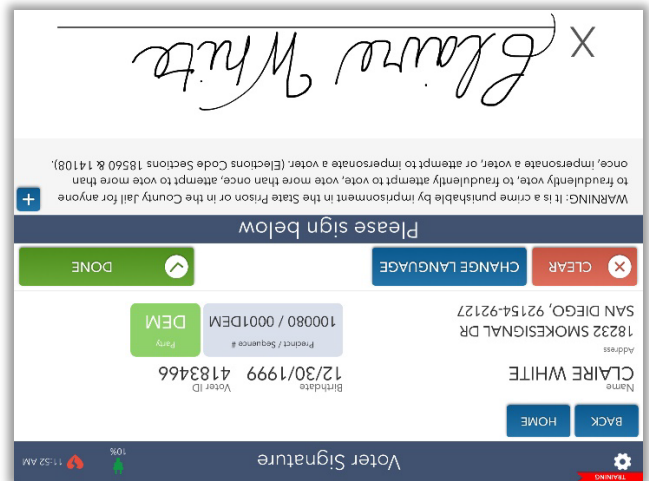 TRAINING
Voter Signature
10%
11:52 AM
BACK
HOME
Name
CLAIRE WHITE
Birthdate
12/30/1999
Voter ID
4183466
Address
18232 SMOKESIGNAL DR
SAN DIEGO, 92154-92127
Precinct / Sequence #
100080 / 0001DEM
Party
DEM
CLEAR
CHANGE LANGUAGE
DONE
Please sign below
WARNING: It is a crime punishable by imprisonment in the State Prison or in the County Jail for anyone
to fraudulently vote, to fraudulently attempt to vote, vote more than once, attempt to vote more than
once, impersonate a voter, or attempt to impersonate a voter. (Elections Code Sections 18560 & 14108).
+
X Claire White